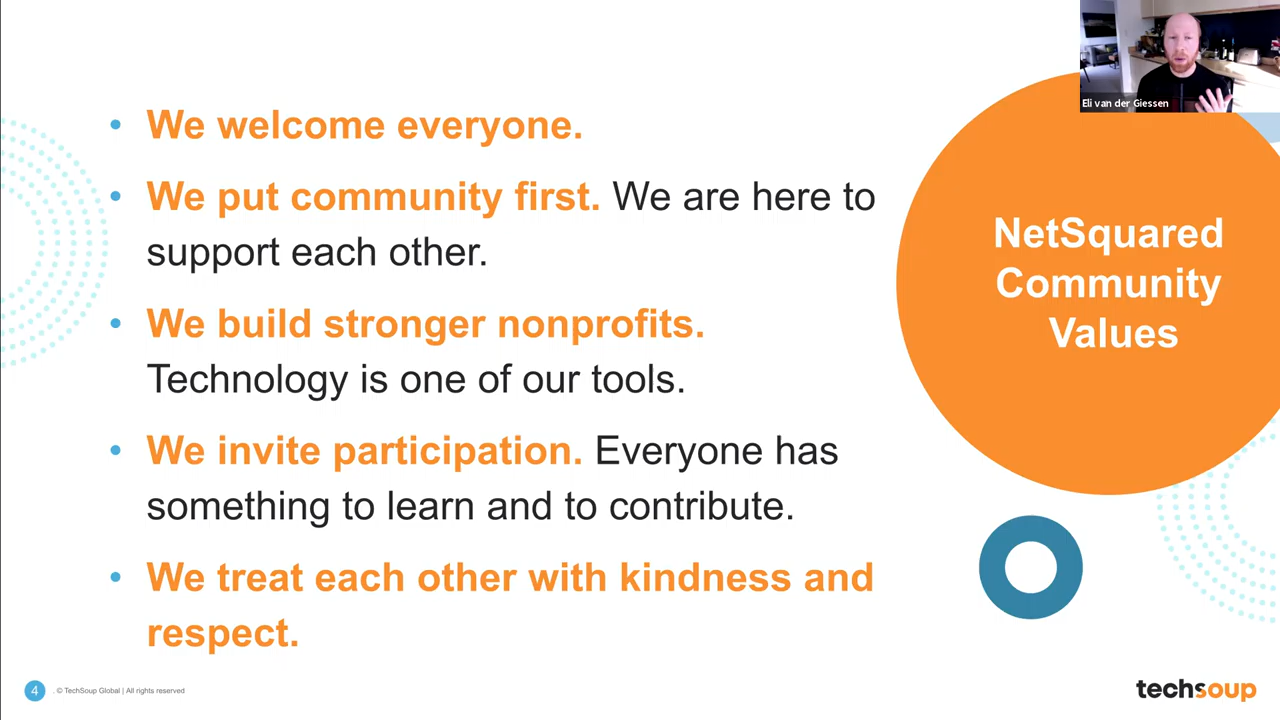 Eli van der Giessen
We welcome everyone.
We put community first. We are here to
support each other.
We build stronger nonprofits.
Technology is one of our tools.
We invite participation. Everyone has
something to learn and to contribute.
We treat each other with kindness and
respect.
NetSquared
Community
Values
4
. © TechSoup Global | All rights reserved
techsoup